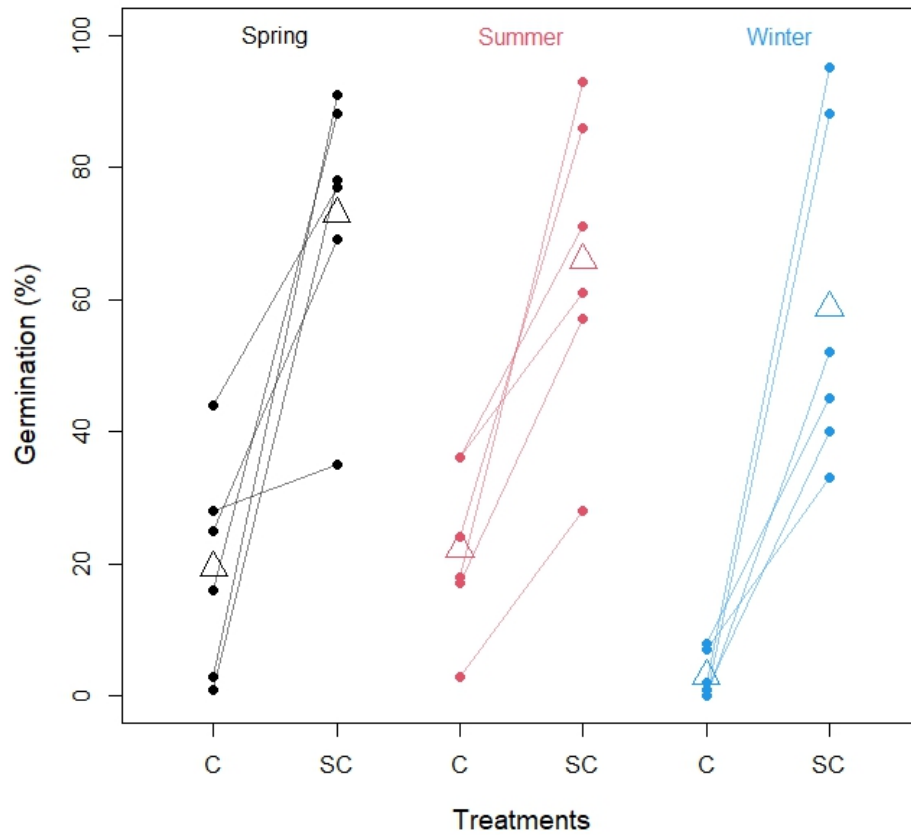 Spring Summer Winter
100
80
60
40
20
0
Germination (%)
C SC C SC C SC
Treatments